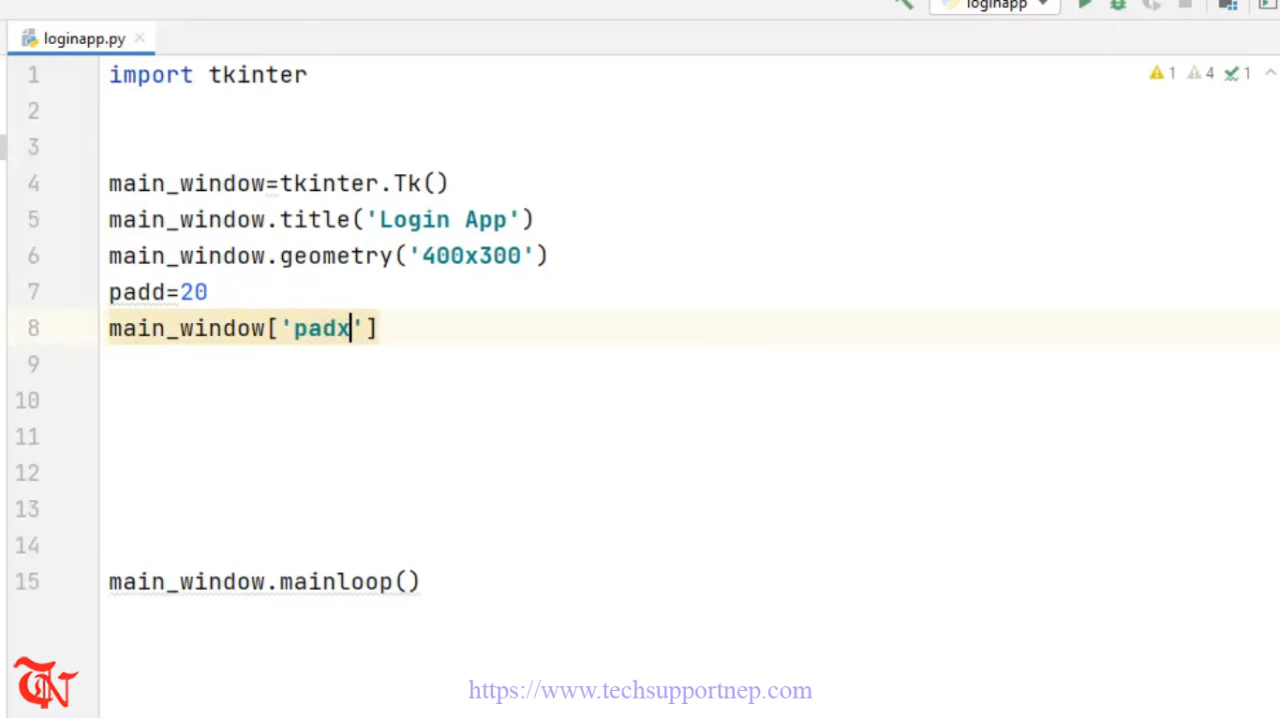 loginapp
loginapp.py
1 4 1
1 import tkinter
2
3
4 main_window=tkinter.Tk()
5 main_window.title('Login App')
6 main_window.geometry('400x300')
7 padd=20
8 main_window['padx']
9
10
11
12
13
14
15 main_window.mainloop()
TN
https://www.techsupportnep.com